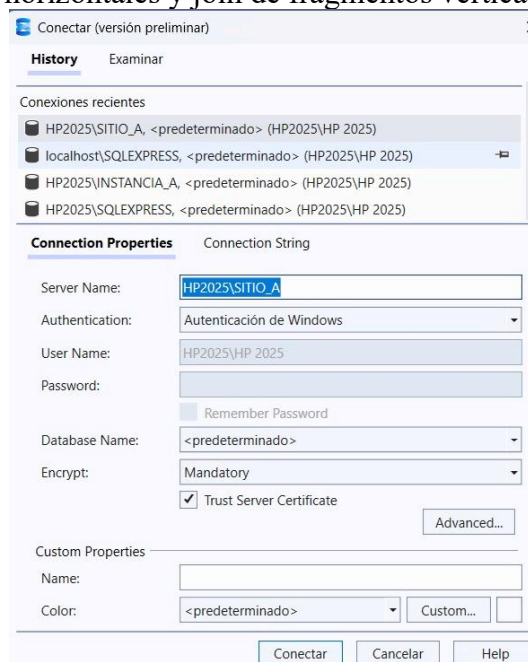 horizontales y join de fragmentos vertica
Conectar (versión preliminar)
History Examinar
Conexiones recientes
HP2025\SITIO_A, <predeterminado> (HP2025\HP 2025)
localhost\SQLEXPRESS, <predeterminado> (HP2025\HP 2025)
HP2025\INSTANCIA_A, <predeterminado> (HP2025\HP 2025)
HP2025\SQLEXPRESS, <predeterminado> (HP2025\HP 2025)
Connection Properties Connection String
Server Name: HP2025\SITIO_A
Authentication: Autenticación de Windows
User Name: HP2025\HP 2025
Password:
Remember Password
Database Name: <predeterminado>
Encrypt: Mandatory
Trust Server Certificate
Advanced...
Custom Properties
Name:
Color: <predeterminado> Custom...
Conectar Cancelar Help